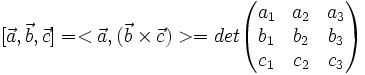 $[\vec{a},\vec{b},\vec{c}] = <\vec{a},(\vec{b}\times\vec{c})> = det\begin{pmatrix} a_1 & a_2 & a_3 \\ b_1 & b_2 & b_3 \\ c_1 & c_2 & c_3 \end{pmatrix}$